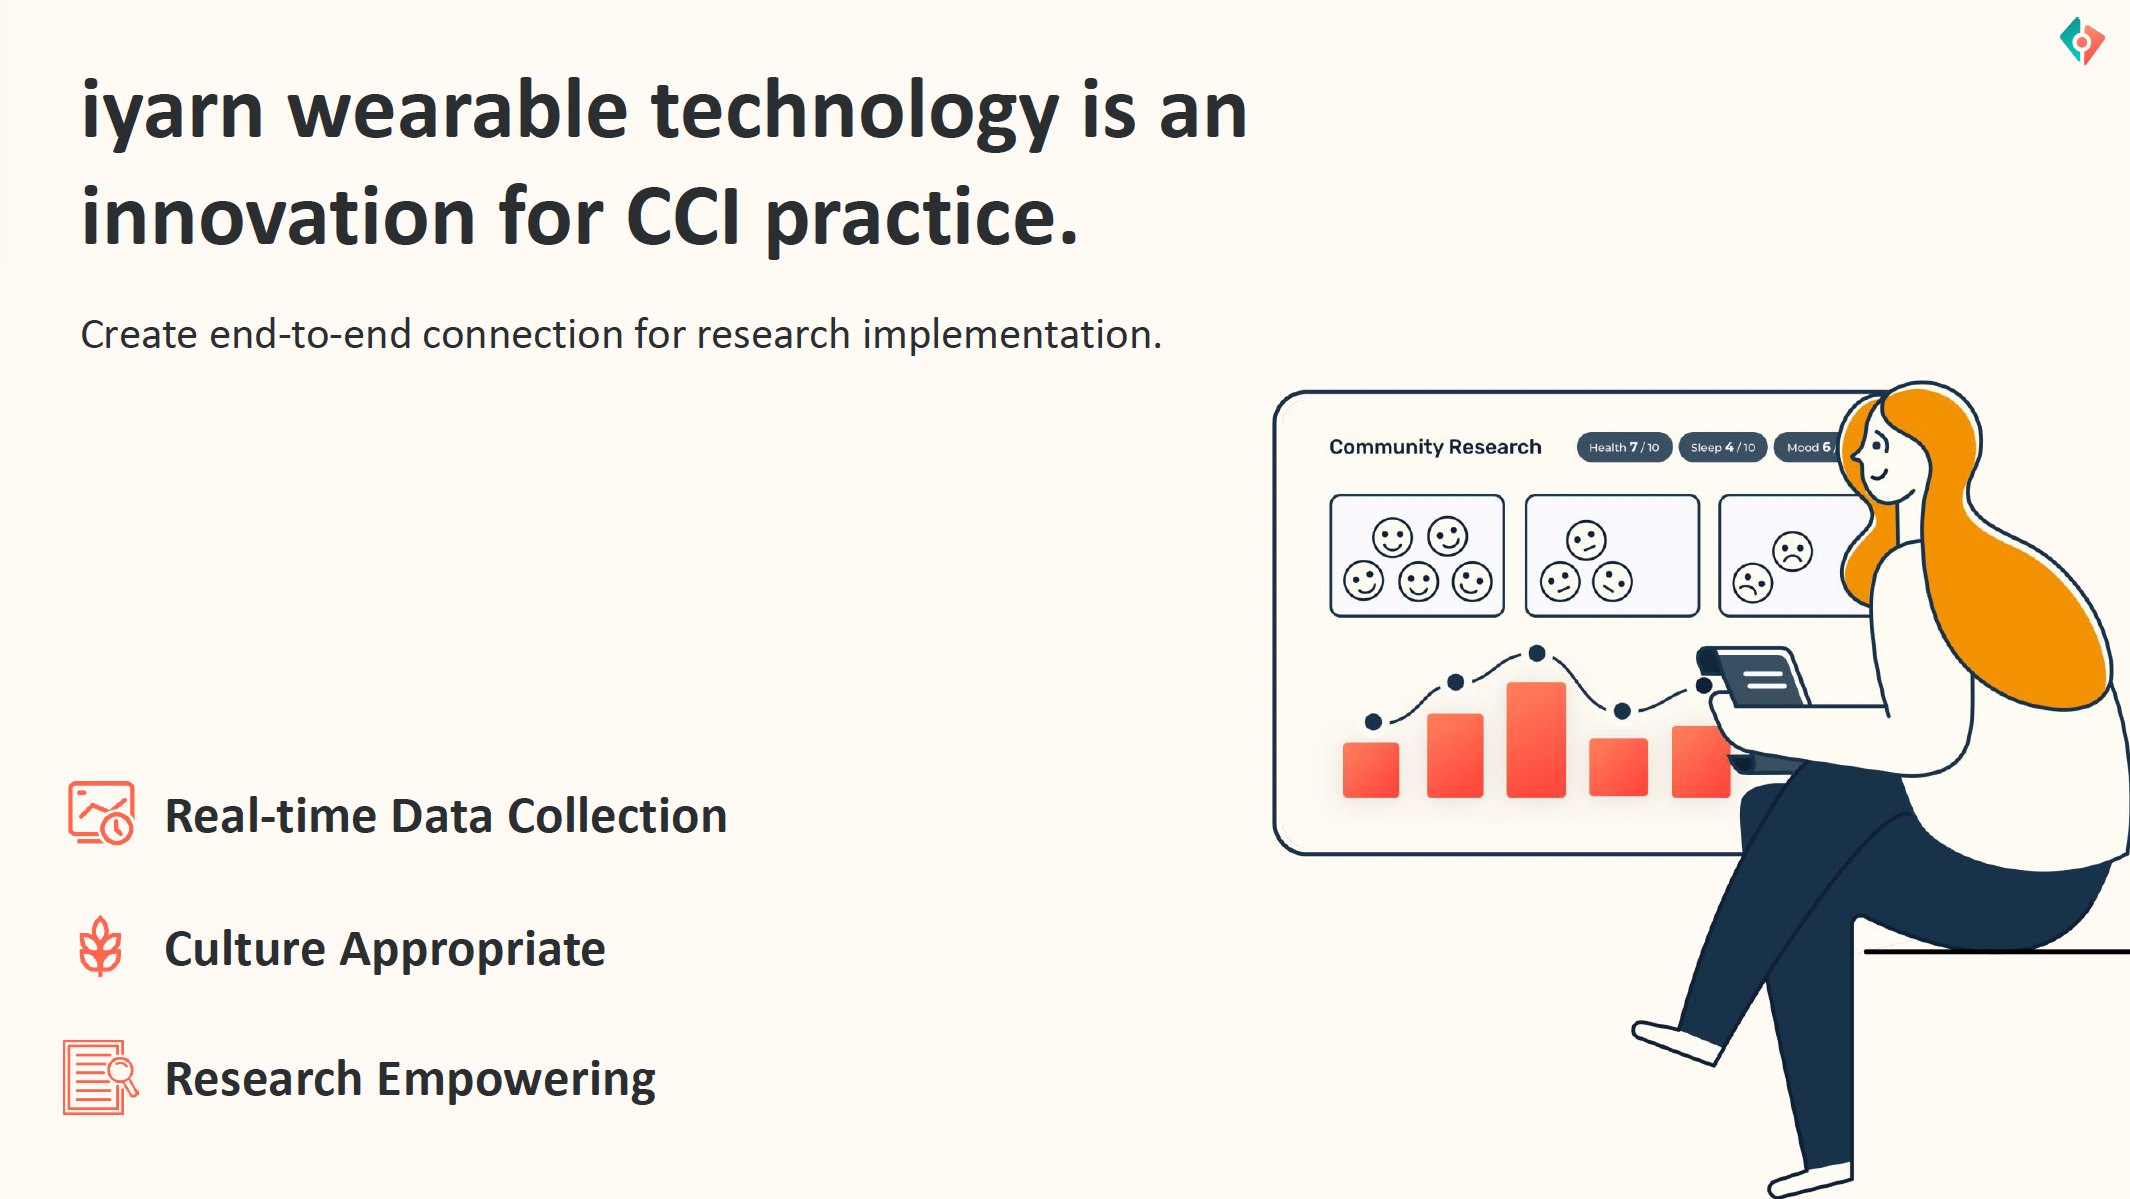 iyarn wearable technology is an
innovation for CCI practice.
Create end-to-end connection for research implementation.
Community Research
Health 7/10
Sleep 4/10
Mood 6/
Real-time Data Collection
Culture Appropriate
Research Empowering